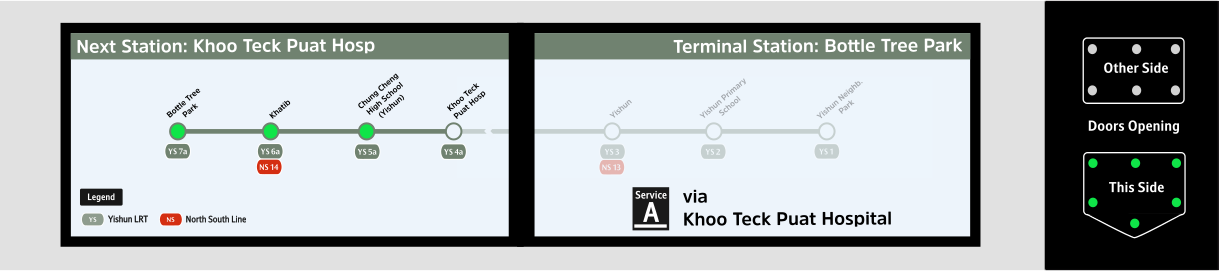 Next Station: Khoo Teck Puat Hosp
Terminal Station: Bottle Tree Park
Bottle Tree
Park
Khatib
Chung Cheng
High School
(Yishun)
Khoo Teck
Puat Hosp
Yishun
Yishun Primary
School
Yishun Neighb.
Park
YS 7a
YS 6a
YS 5a
YS 4a
YS 3
YS 2
YS 1
NS 14
NS 13
Legend
YS Yishun LRT
NS North South Line
Service
A
via
Khoo Teck Puat Hospital
Other Side
Doors Opening
This Side